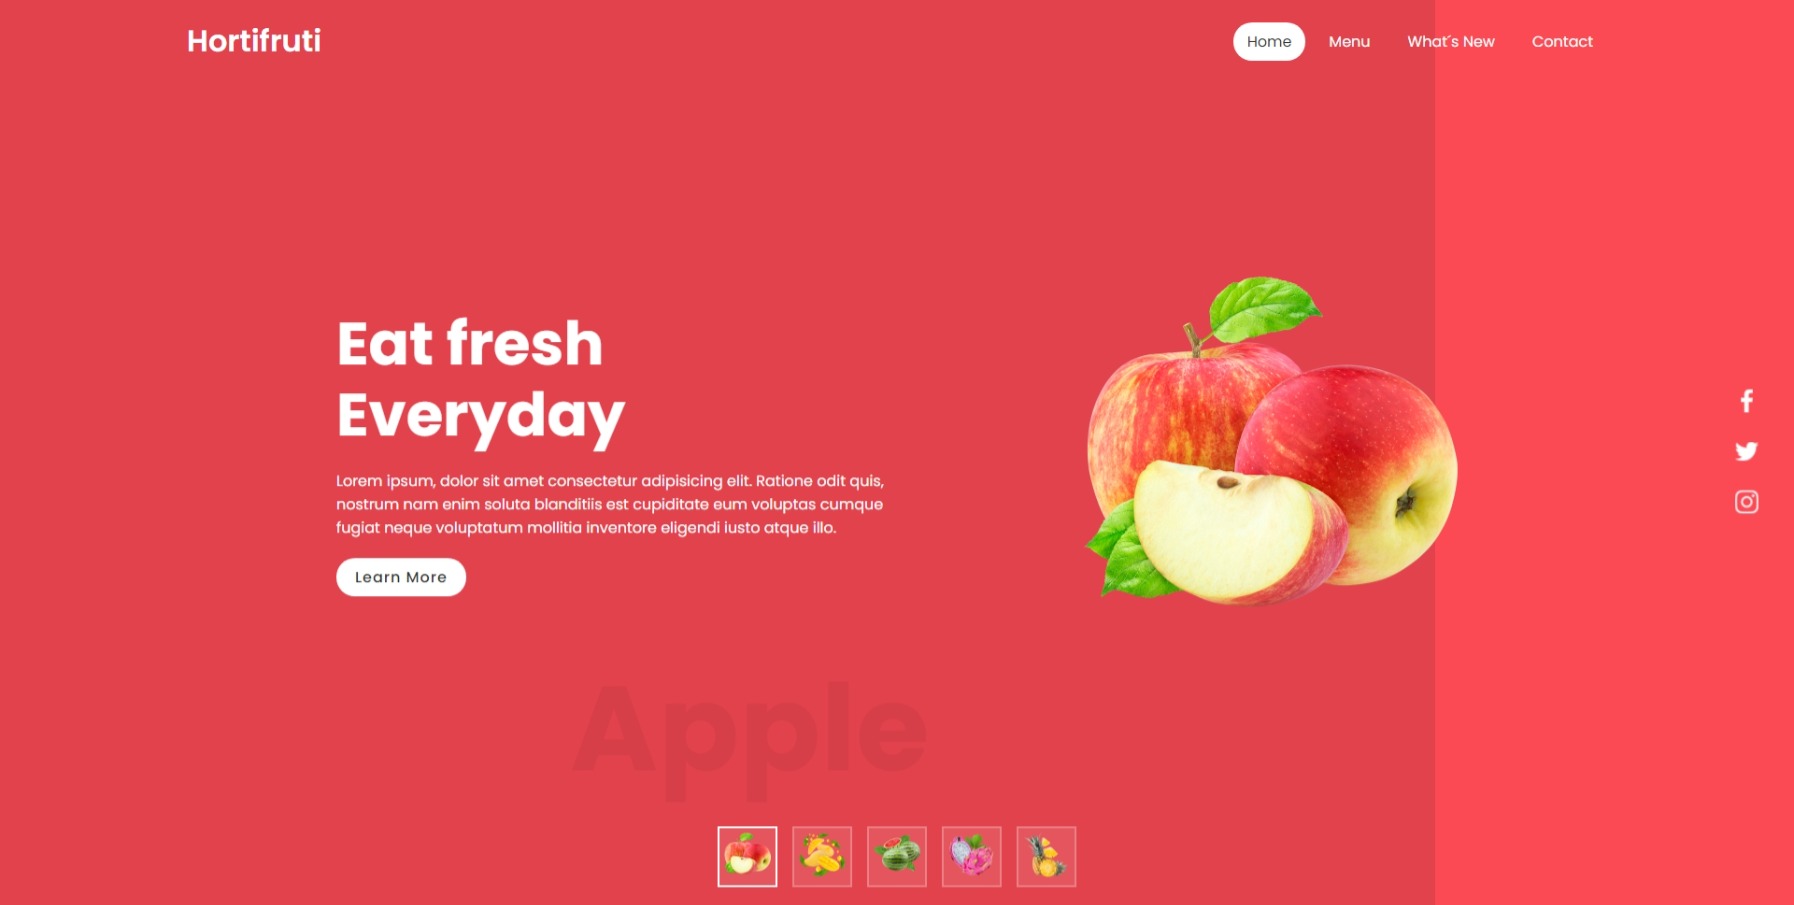 Hortifruti
Home
Menu
What´s New
Contact
Eat fresh
Everyday
Lorem ipsum, dolor sit amet consectetur adipisicing elit. Ratione odit quis,
nostrum nam enim soluta blanditiis est cupiditate eum voluptas cumque
fugiat neque voluptatum mollitia inventore eligendi iusto atque illo.
Learn More
Apple